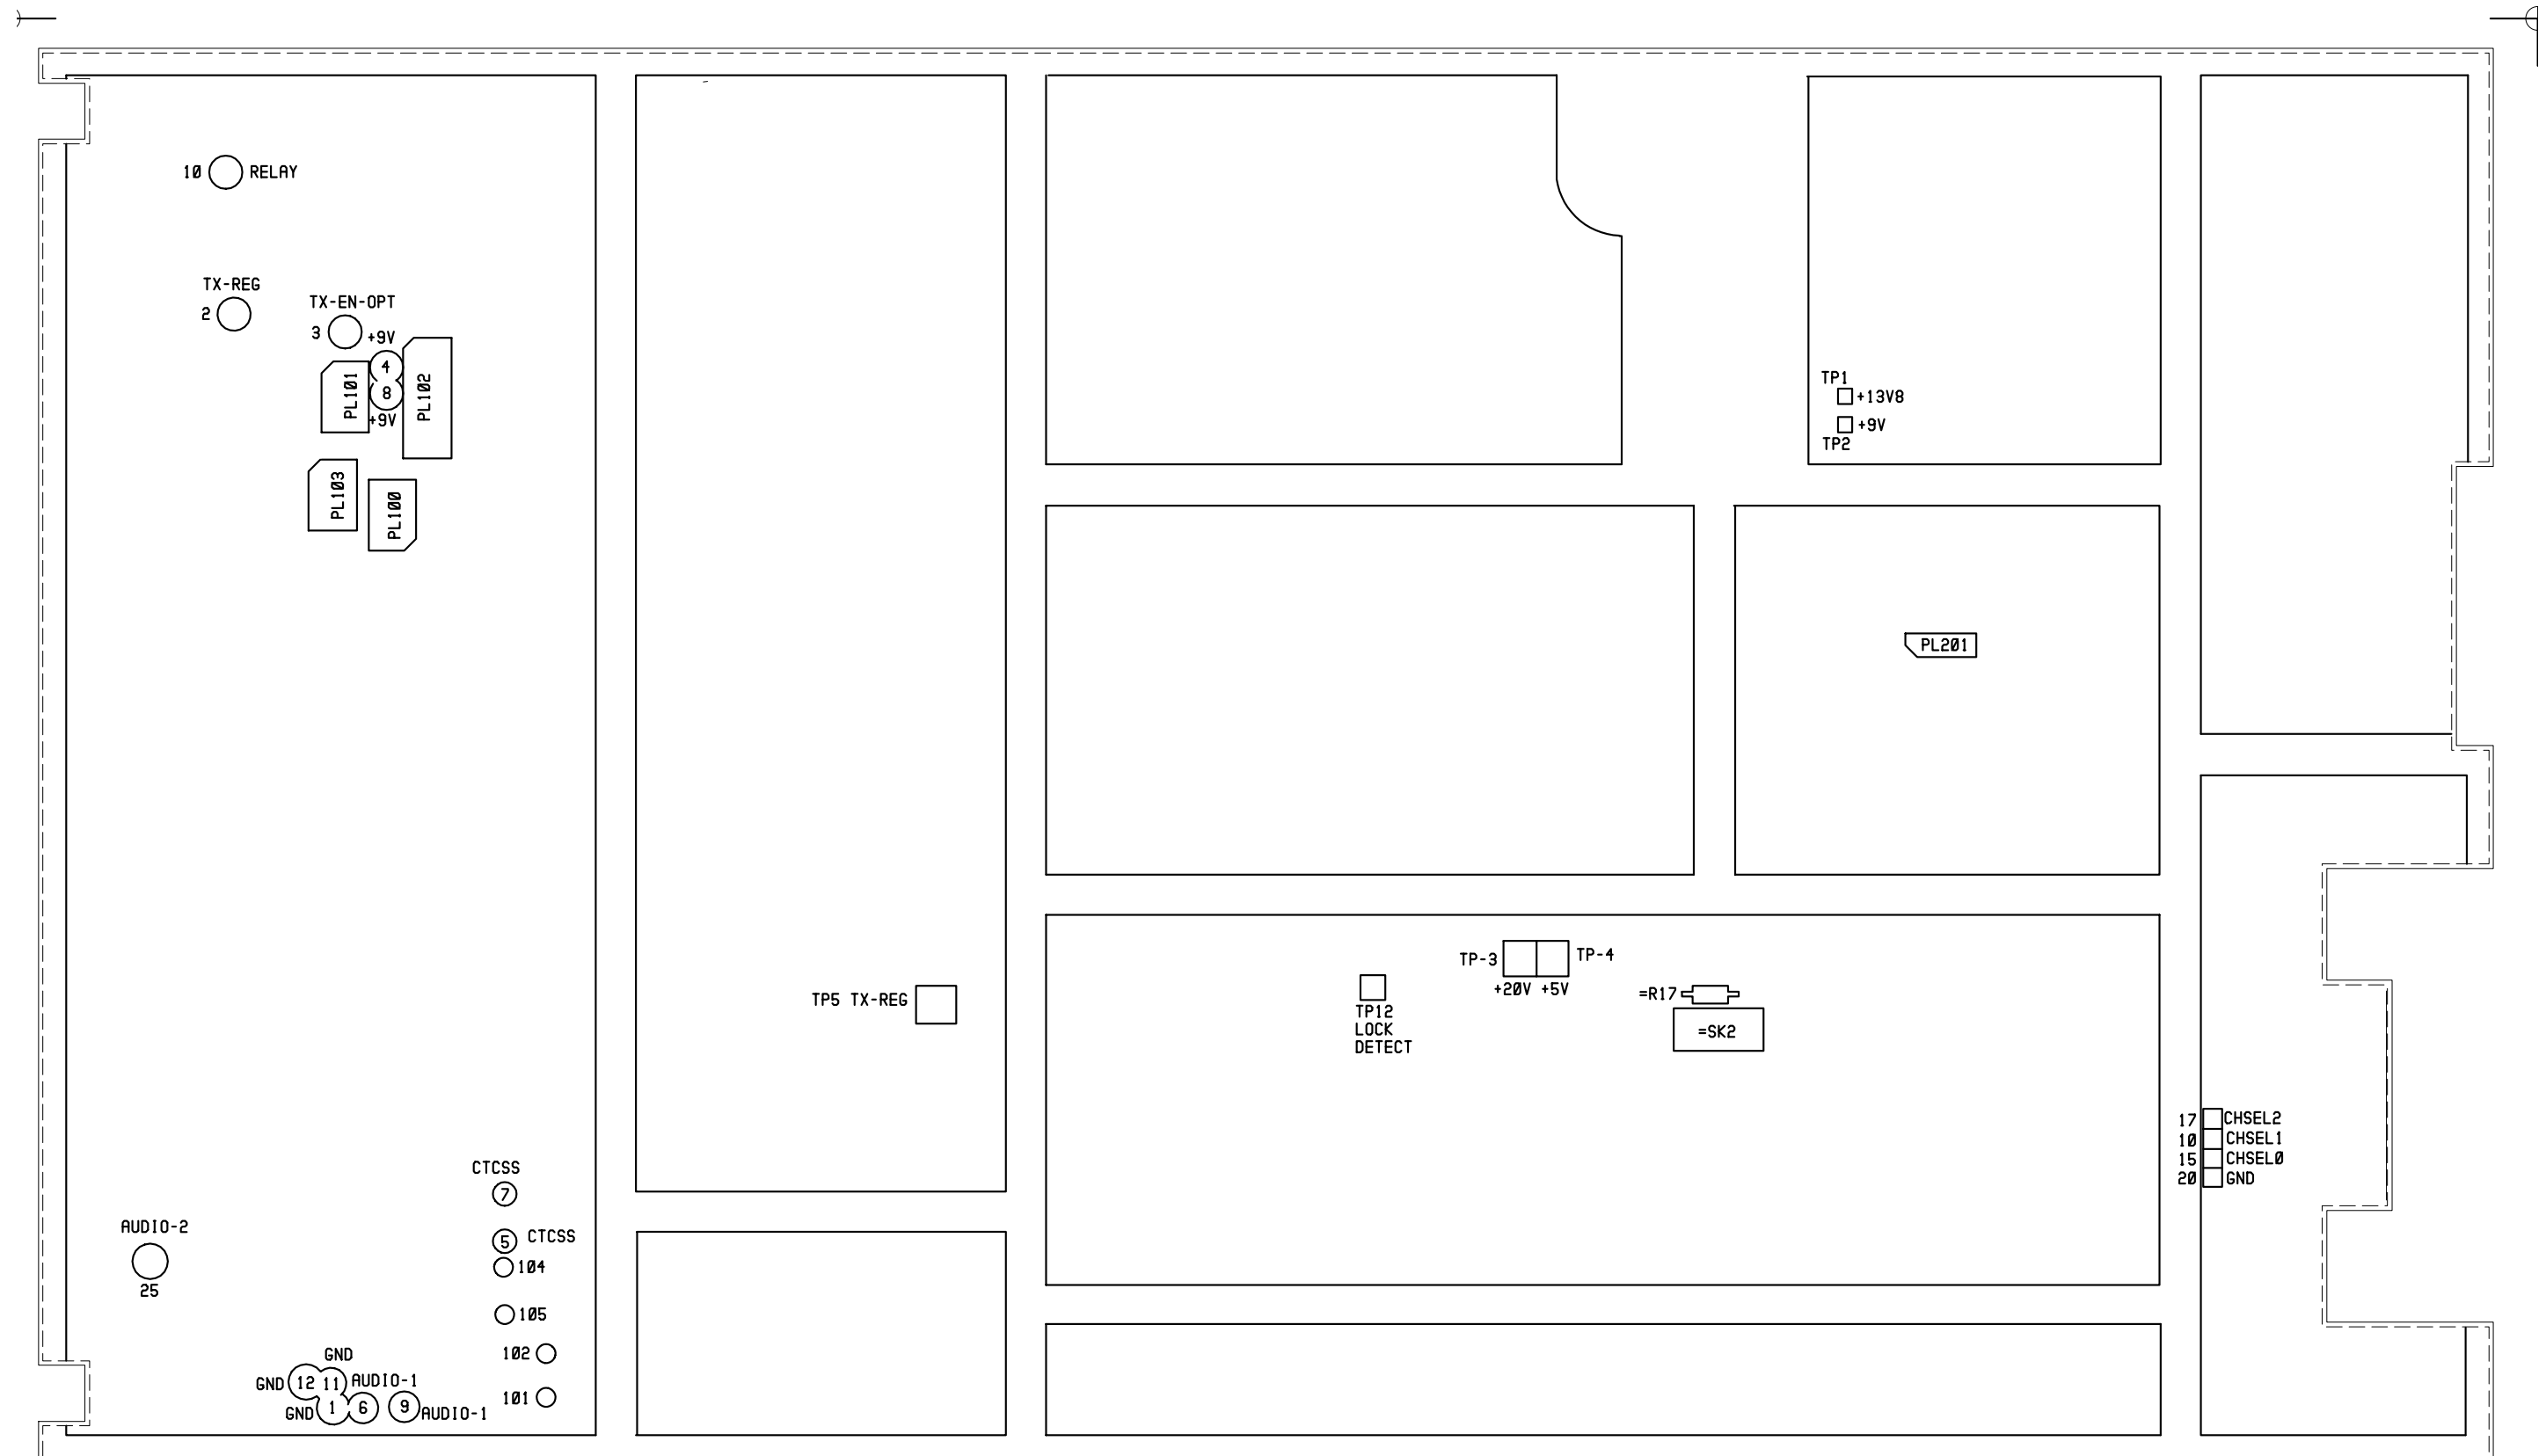 10 RELAY
TX-REG
2
TX-EN-OPT
3
+9V
4
8
+9V
PL101
PL102
PL103
PL100
TP1
+13V8
+9V
TP2
PL201
TP-3
TP-4
+20V +5V
TP5 TX-REG
TP12
LOCK
DETECT
=R17
=SK2
17 CHSEL2
10 CHSEL1
15 CHSEL0
20 GND
CTCSS
7
5 CTCSS
104
105
102
101
AUDIO-2
25
GND
GND 12 11 AUDIO-1
GND 1 6 9 AUDIO-1